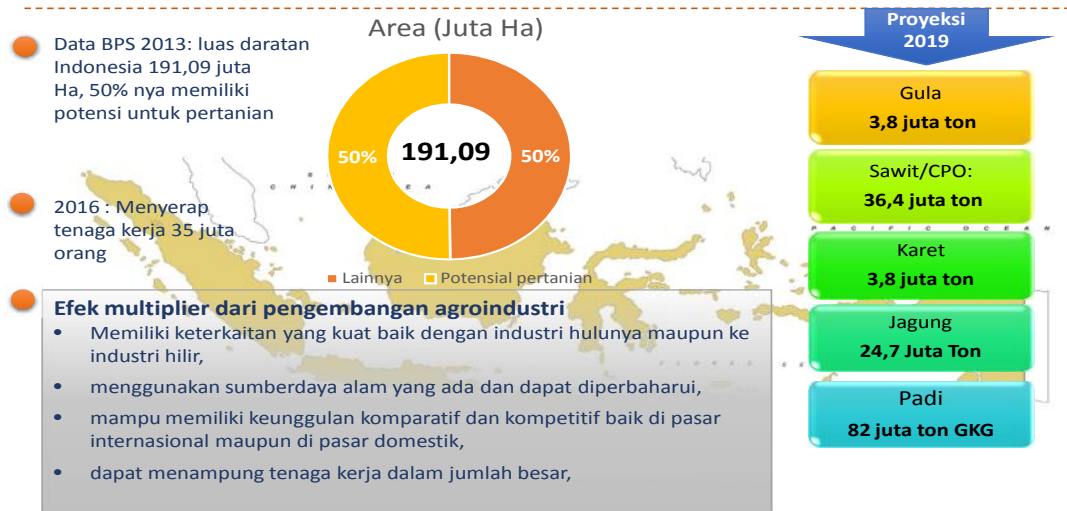 Data BPS 2013: luas daratan
Indonesia 191,09 juta
Ha, 50% nya memiliki
potensi untuk pertanian
2016 : Menyerap
tenaga kerja 35 juta
orang
Area (Juta Ha)
50%
191,09
50%
Lainnya
Potensial pertanian
Efek multiplier dari pengembangan agroindustri
• Memiliki keterkaitan yang kuat baik dengan industri hulunya maupun ke
industri hilir,
• menggunakan sumberdaya alam yang ada dan dapat diperbaharui,
• mampu memiliki keunggulan komparatif dan kompetitif baik di pasar
internasional maupun di pasar domestik,
• dapat menampung tenaga kerja dalam jumlah besar,
Proyeksi
2019
Gula
3,8 juta ton
Sawit/CPO:
36,4 juta ton
PACIFIC OCEAN
Karet
3,8 juta ton
Jagung
24,7 Juta Ton
Padi
82 juta ton GKG